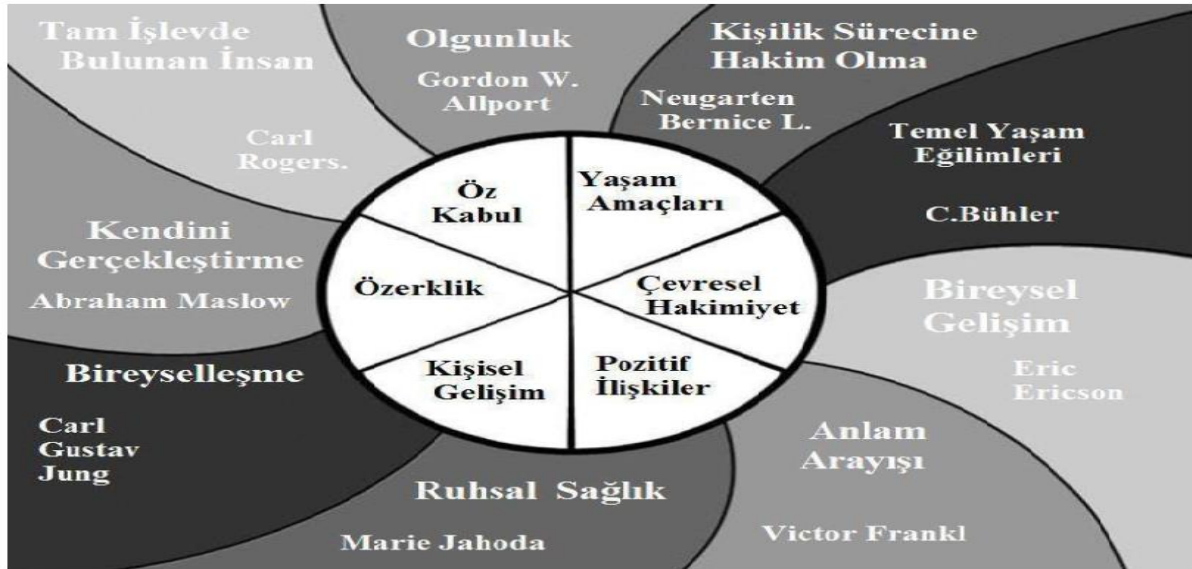 Tam İşlevde
Bulunan İnsan
Carl
Rogers.
Olgunluk
Gordon W.
Allport
Kişilik Sürecine
Hakim Olma
Neugarten
Bernice L.
Temel Yaşam
Eğilimleri
C.Bühler
Bireysel
Gelişim
Eric
Ericson
Anlam
Arayışı
Victor Frankl
Ruhsal Sağlık
Marie Jahoda
Bireyselleşme
Carl
Gustav
Jung
Kendini
Gerçekleştirme
Abraham Maslow
Öz
Kabul
Yaşam
Amaçları
Çevresel
Hakimiyet
Pozitif
İlişkiler
Kişisel
Gelişim
Özerklik